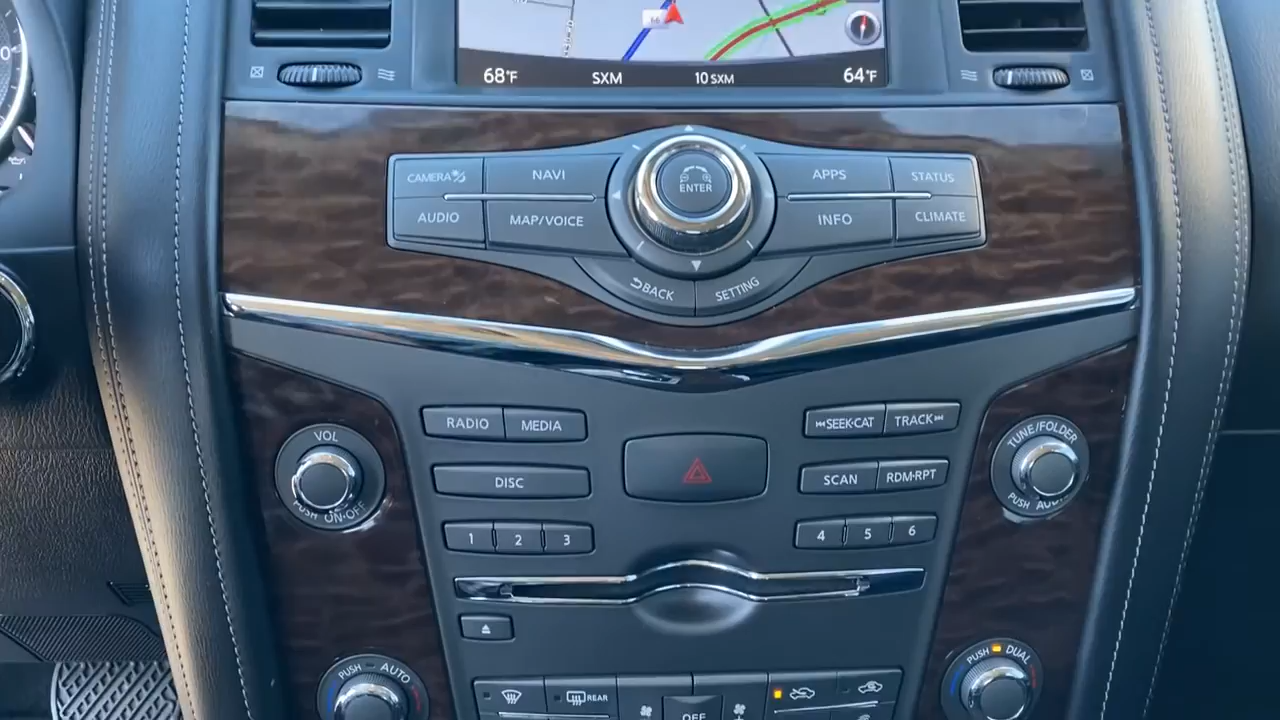 0
68°F SXM 10 SXM 64°F
CAMERA NAVI APPS STATUS
ENTER
AUDIO MAP/VOICE INFO CLIMATE
BACK SETTING
RADIO MEDIA SEEK·CAT TRACK
VOL TUNE/FOLDER
DISC SCAN RDM·RPT
PUSH ON·OFF PUSH
1 2 3 4 5 6
PUSH AUTO PUSH DUAL
REAR
OFF